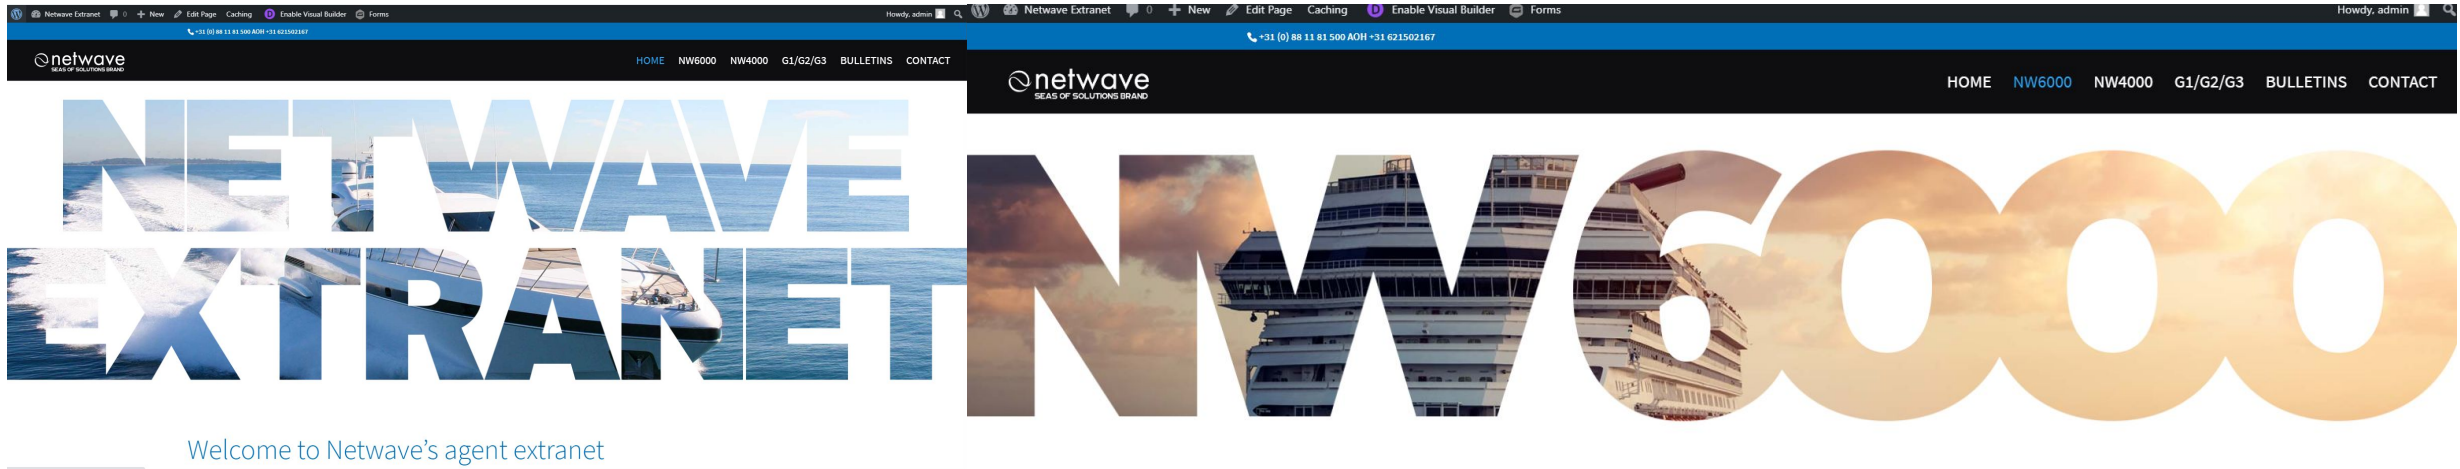 Netwave Extranet 0 New Edit Page Caching Enable Visual Builder Forms Howdy, admin
+31 (0) 88 11 81 500 AOH +31 621502167
netwave
SEAS OF SOLUTIONS BRAND
HOME NW6000 NW4000 G1/G2/G3 BULLETINS CONTACT
NETWAVE
EXTRANET
Welcome to Netwave's agent extranet
Netwave Extranet 0 New Edit Page Caching Enable Visual Builder Forms Howdy, admin
+31 (0) 88 11 81 500 AOH +31 621502167
netwave
SEAS OF SOLUTIONS BRAND
HOME NW6000 NW4000 G1/G2/G3 BULLETINS CONTACT
NW6000